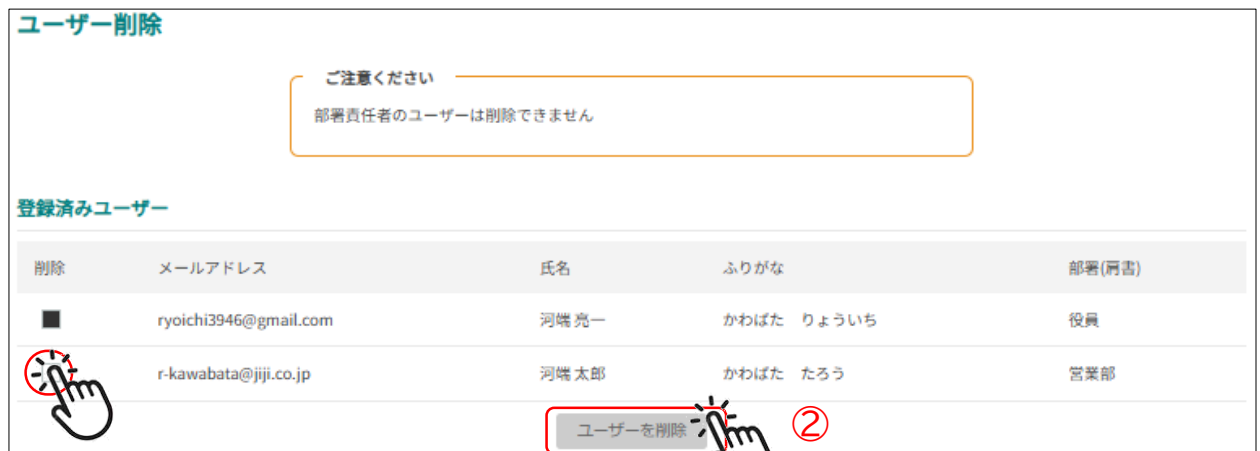 ユーザー削除
ご注意ください
部署責任者のユーザーは削除できません
登録済みユーザー
削除 メールアドレス 氏名 ふりがな 部署(肩書)
ryoichi3946@gmail.com 河端 亮一 かわばた　りょういち 役員
r-kawabata@jiji.co.jp 河端 太郎 かわばた　たろう 営業部
ユーザーを削除 ②